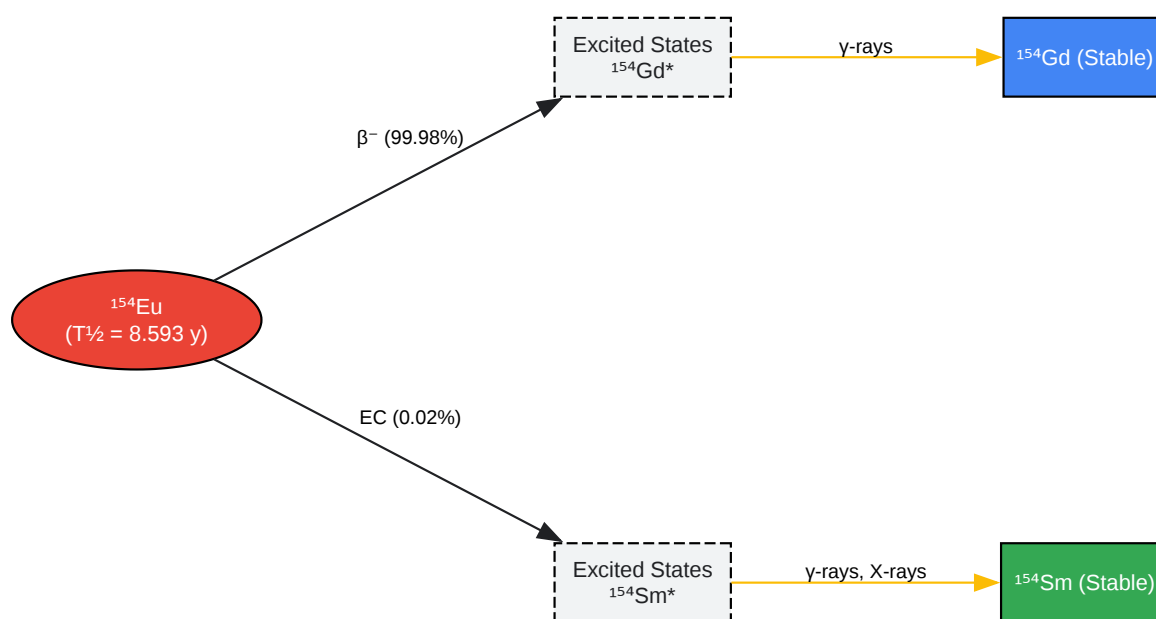 Excited States
¹⁵⁴Gd*
γ-rays
¹⁵⁴Gd (Stable)
β⁻ (99.98%)
¹⁵⁴Eu
(T½ = 8.593 y)
EC (0.02%)
Excited States
¹⁵⁴Sm*
γ-rays, X-rays
¹⁵⁴Sm (Stable)